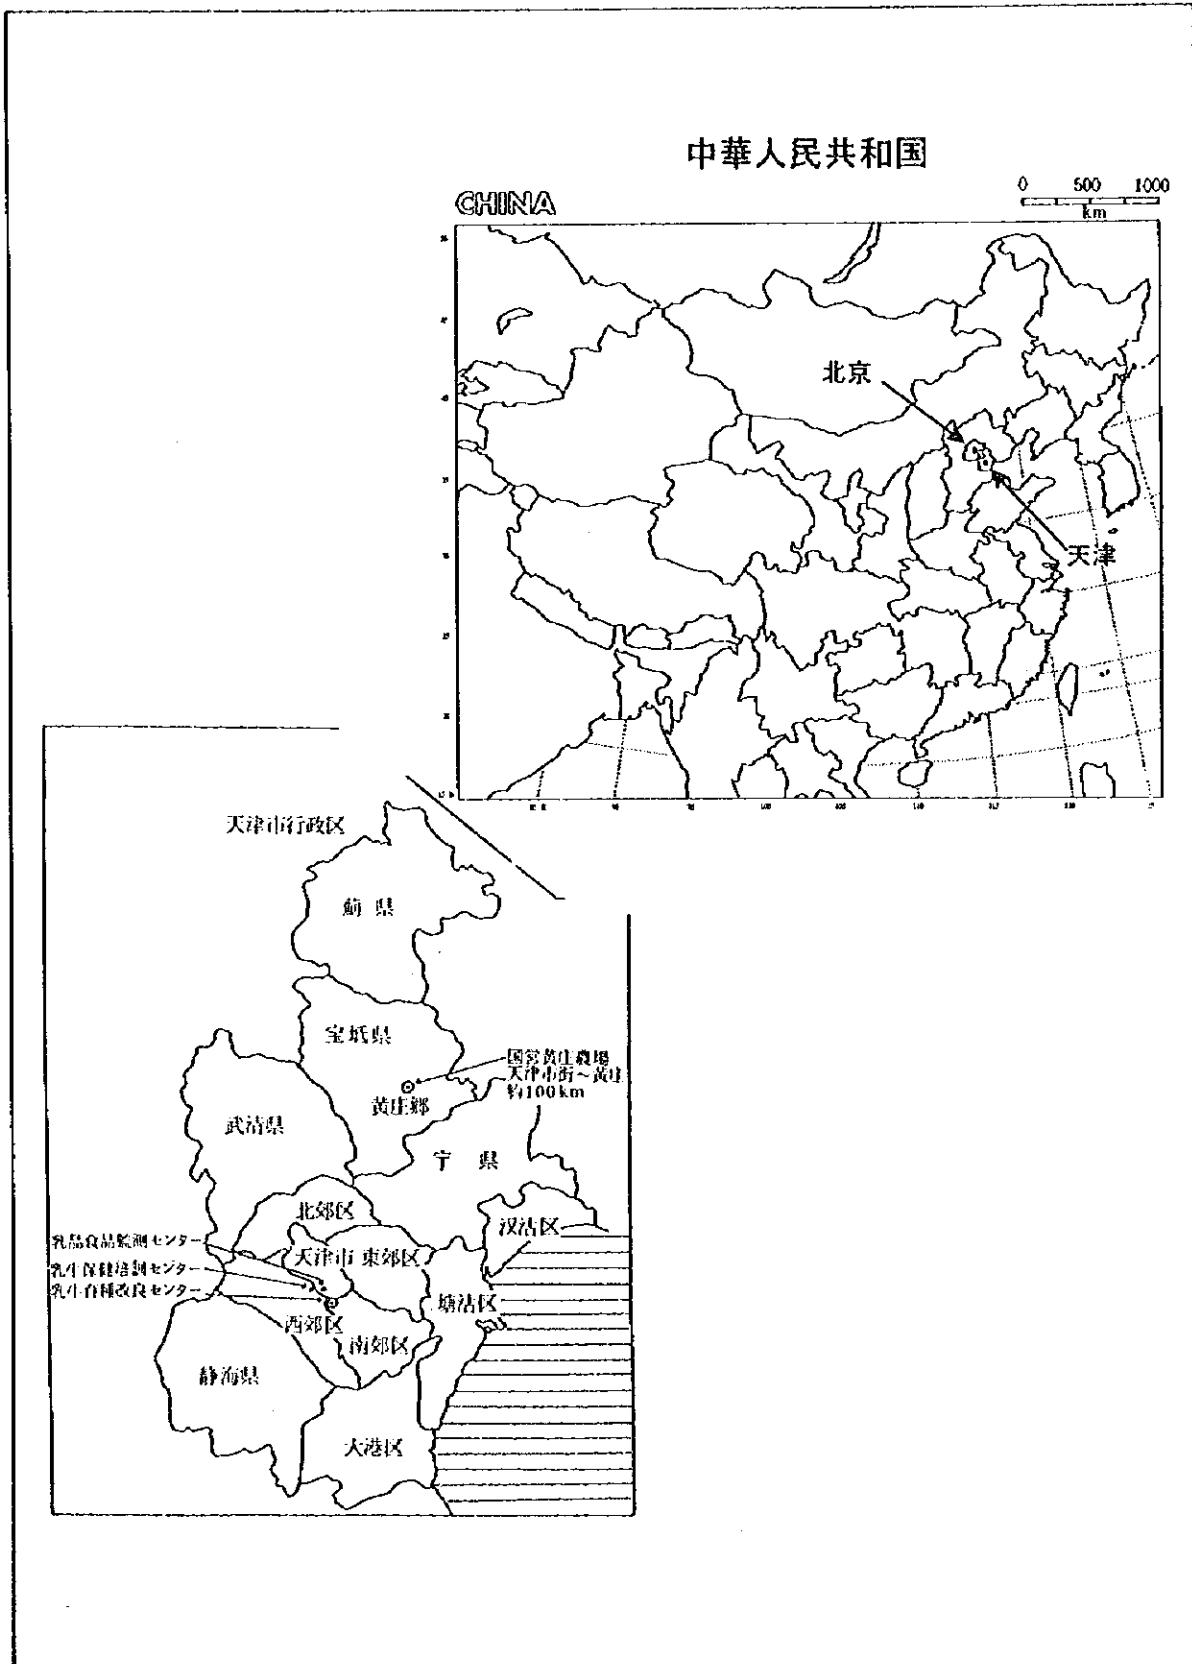 中華人民共和国
CHINA
0 500 1000
km
北京
天津
天津市行政区
薊県
宝坻県
国営黄庄農場
天津市街~黄庄
約100km
黄庄郷
武清県
宁 県
北郊区
汉沽区
乳品食品監測センター
天津市
東郊区
乳牛保健培訓センター
乳牛育種改良センター
塘沽区
西郊区
南郊区
静海県
大港区